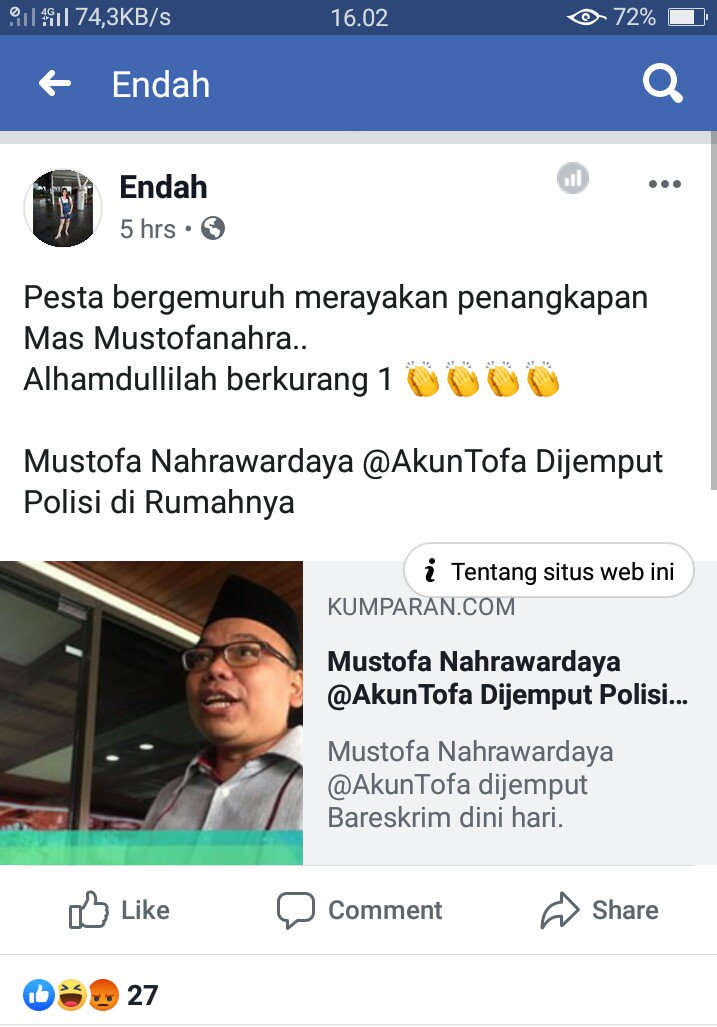 4G 74,3KB/s 16.02 72%
Endah
Endah
5 hrs •
Pesta bergemuruh merayakan penangkapan
Mas Mustofanahra..
Alhamdullilah berkurang 1 👏👏👏👏
Mustofa Nahrawardaya @AkunTofa Dijemput
Polisi di Rumahnya
i Tentang situs web ini
KUMPARAN.COM
Mustofa Nahrawardaya
@AkunTofa Dijemput Polisi...
Mustofa Nahrawardaya
@AkunTofa dijemput
Bareskrim dini hari.
Like Comment Share
27